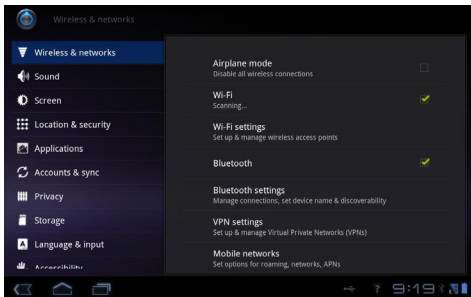 Wireless & networks
Wireless & networks
Sound
Screen
Location & security
Applications
Accounts & sync
Privacy
Storage
Language & input
Accessibility
Airplane mode
Disable all wireless connections
Wi-Fi
Scanning...
Wi-Fi settings
Set up & manage wireless access points
Bluetooth
Bluetooth settings
Manage connections, set device name & discoverability
VPN settings
Set up & manage Virtual Private Networks (VPNs)
Mobile networks
Set options for roaming, networks, APNs
9:19